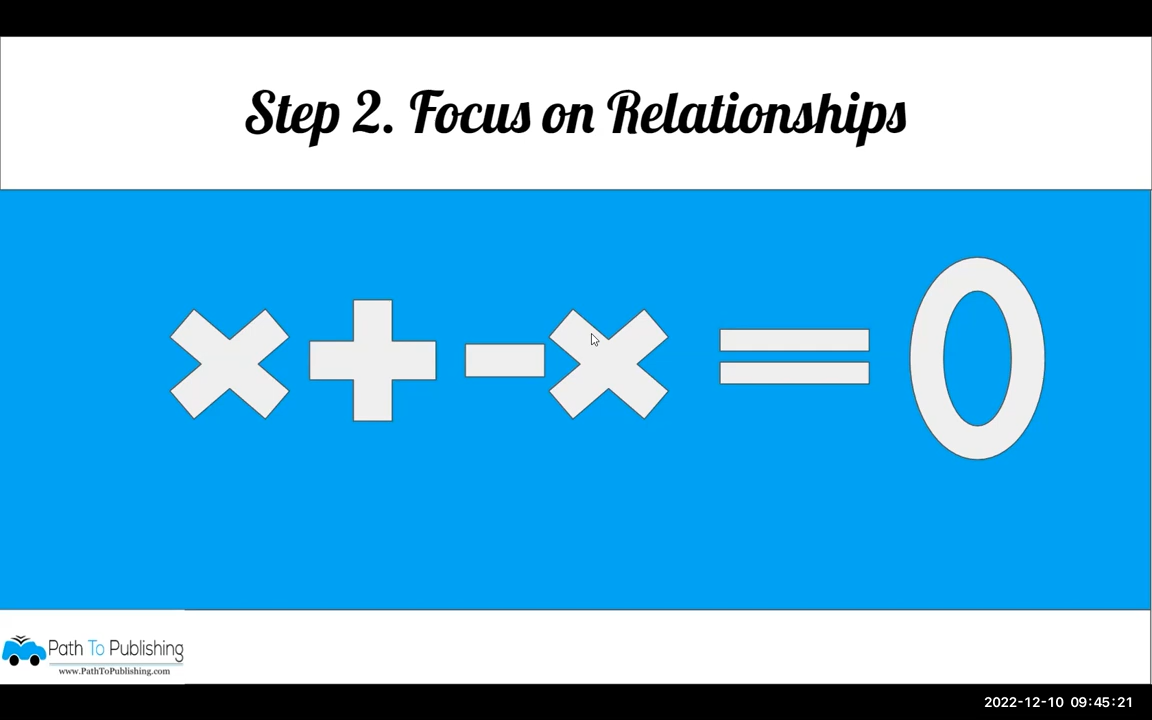 Step 2. Focus on Relationships
x + -x = 0
Path To Publishing
www.PathToPublishing.com
2022-12-10 09:45:21